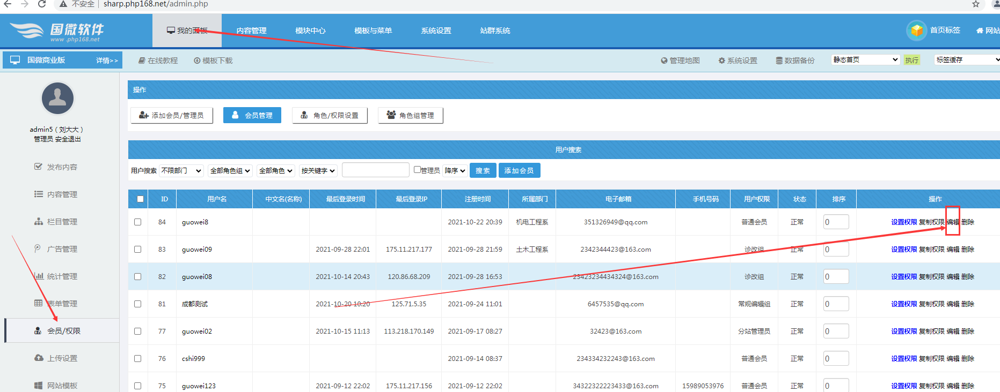 不安全 sharp.php168.net/admin.php
国微软件 www.php168.net 我的面板 内容管理 模块中心 模板与菜单 系统设置 站群系统 首页标签 网站
国微商业版 详情>> 在线教程 模板下载 管理地图 系统设置 数据备份 静态首页 执行 标签缓存
操作
添加会员/管理员 会员管理 角色/权限设置 角色组管理
admin5（刘大大）
管理员 安全退出
发布内容
内容管理
栏目管理
广告管理
统计管理
表单管理
会员/权限
上传设置
网站模板
用户搜索
用户搜索 不限部门 全部角色组 全部角色 按关键字 管理员 降序 搜索 添加会员
ID 用户名 中文名(名称) 最后登录时间 最后登录IP 注册时间 所属部门 电子邮箱 手机号码 用户权限 状态 排序 操作
84 guowei8 2021-10-22 20:39 机电工程系 351326949@qq.com 普通会员 正常 0 设置权限 复制权限 编辑 删除
83 guowei09 2021-09-28 22:01 175.11.217.177 2021-09-28 21:59 土木工程系 2342344423@163.com 诊改组 正常 0 设置权限 复制权限 编辑 删除
82 guowei08 2021-10-14 20:43 120.86.68.209 2021-09-28 16:53 23423234434324@163.com 诊改组 正常 0 设置权限 复制权限 编辑 删除
81 成都测试 2021-10-20 10:20 125.71.5.35 2021-09-24 11:01 6457535@qq.com 常规编辑组 正常 0 设置权限 复制权限 编辑 删除
77 guowei02 2021-10-15 11:13 113.218.170.149 2021-09-17 08:27 32423@163.com 分站管理员 正常 0 设置权限 复制权限 编辑 删除
76 cshi999 2021-09-14 08:37 234334232243@163.com 普通会员 正常 0 设置权限 复制权限 编辑 删除
75 guowei123 2021-09-12 22:02 175.11.217.156 2021-09-12 22:02 34322322223433@163.com 15989053976 普通会员 正常 0 设置权限 复制权限 编辑 删除